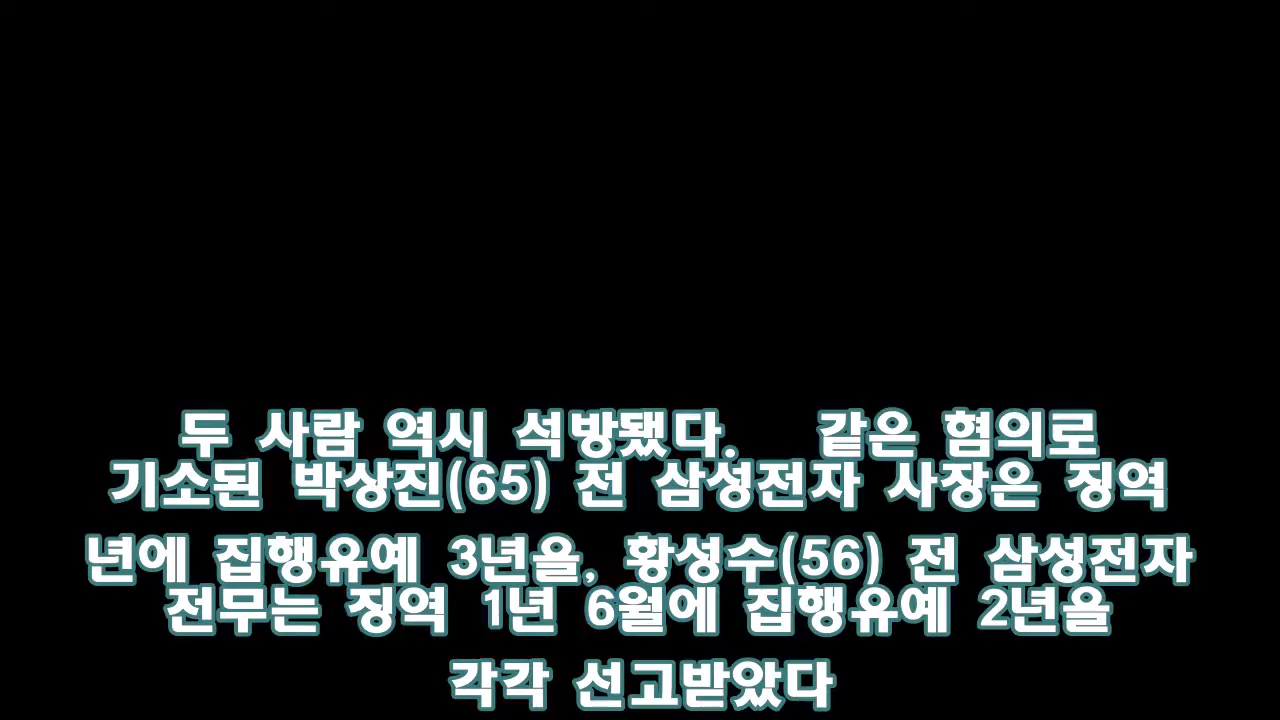 두 사람 역시 석방됐다. 같은 혐의로
기소된 박상진(65) 전 삼성전자 사장은 징역
년에 집행유예 3년을, 황성수(56) 전 삼성전자
전무는 징역 1년 6월에 집행유예 2년을
각각 선고받았다